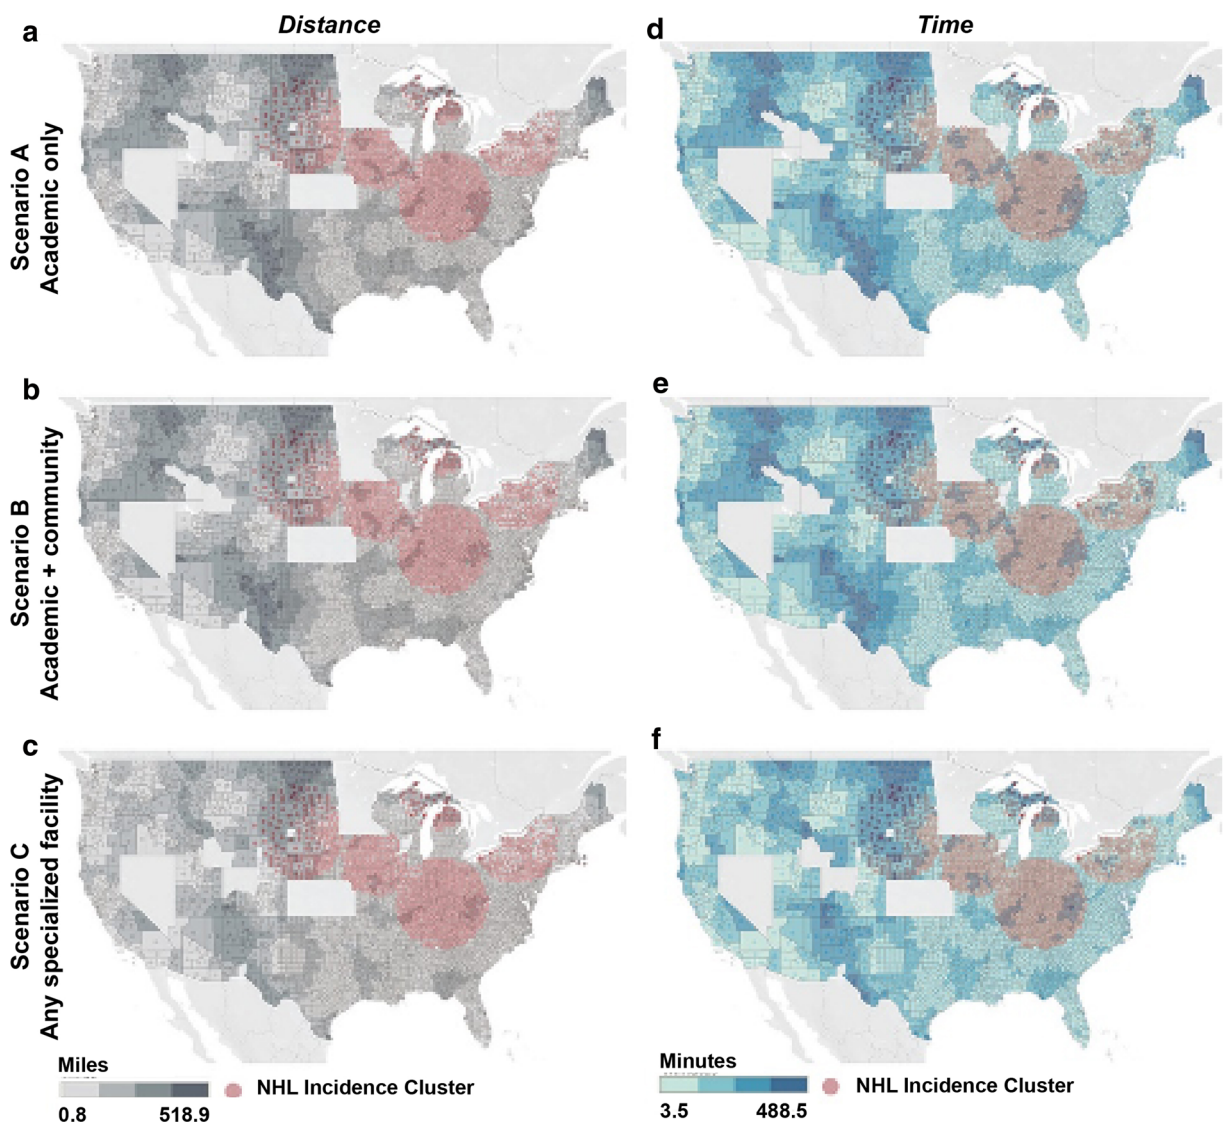 Distance
Time
a
d
Scenario A
Academic only
b
e
Scenario B
Academic + community
c
f
Scenario C
Any specialized facility
Miles
0.8 518.9
NHL Incidence Cluster
Minutes
3.5 488.5
NHL Incidence Cluster